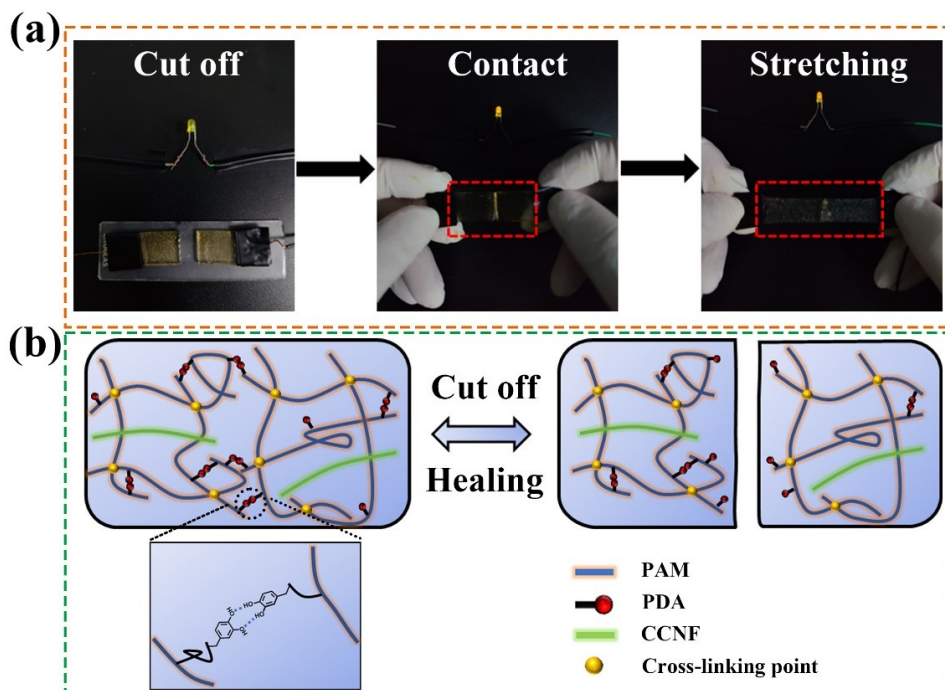 (a)
Cut off
Contact
Stretching
(b)
Cut off
Healing
PAM
PDA
CCNF
Cross-linking point